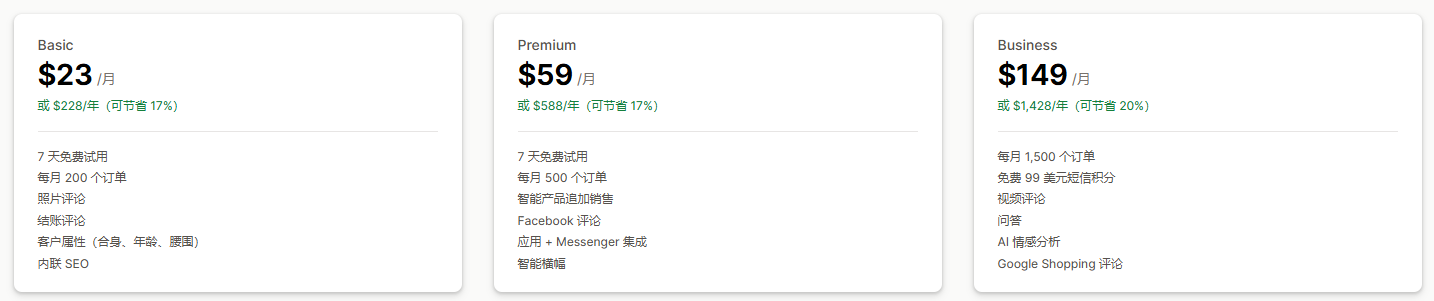 Basic
$23 /月
或 $228/年（可节省 17%）
7 天免费试用
每月 200 个订单
照片评论
结账评论
客户属性（合身、年龄、腰围）
内联 SEO
Premium
$59 /月
或 $588/年（可节省 17%）
7 天免费试用
每月 500 个订单
智能产品追加销售
Facebook 评论
应用 + Messenger 集成
智能横幅
Business
$149 /月
或 $1,428/年（可节省 20%）
每月 1,500 个订单
免费 99 美元短信积分
视频评论
问答
AI 情感分析
Google Shopping 评论